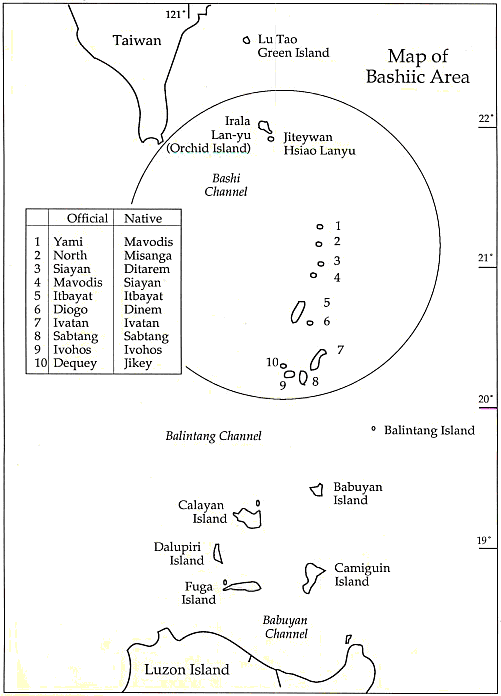 121°
Taiwan
Lu Tao
Green Island
Map of
Bashiic Area
22°
Irala
Lan-yu
(Orchid Island)
Jiteywan
Hsiao Lanyu
Bashi
Channel
Official Native
1 Yami Mavodis
2 North Misanga
3 Siayan Ditarem
4 Mavodis Siayan
5 Itbayat Itbayat
6 Diogo Dinem
7 Ivatan Ivatan
8 Sabtang Sabtang
9 Ivohos Ivohos
10 Dequey Jikey
1
2
3
4
21°
5
6
7
10
9
8
20°
Balintang Channel
Balintang Island
Babuyan
Island
Calayan
Island
19°
Dalupiri
Island
Camiguin
Island
Fuga
Island
Babuyan
Channel
Luzon Island